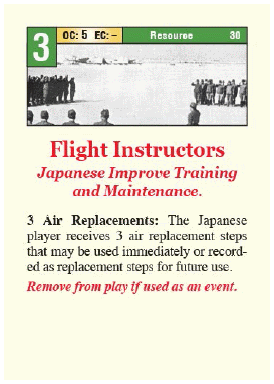 3 OC: 5 EC: – Resource 30
Flight Instructors
Japanese Improve Training
and Maintenance.
3 Air Replacements: The Japanese
player receives 3 air replacement steps
that may be used immediately or record-
ed as replacement steps for future use.
Remove from play if used as an event.